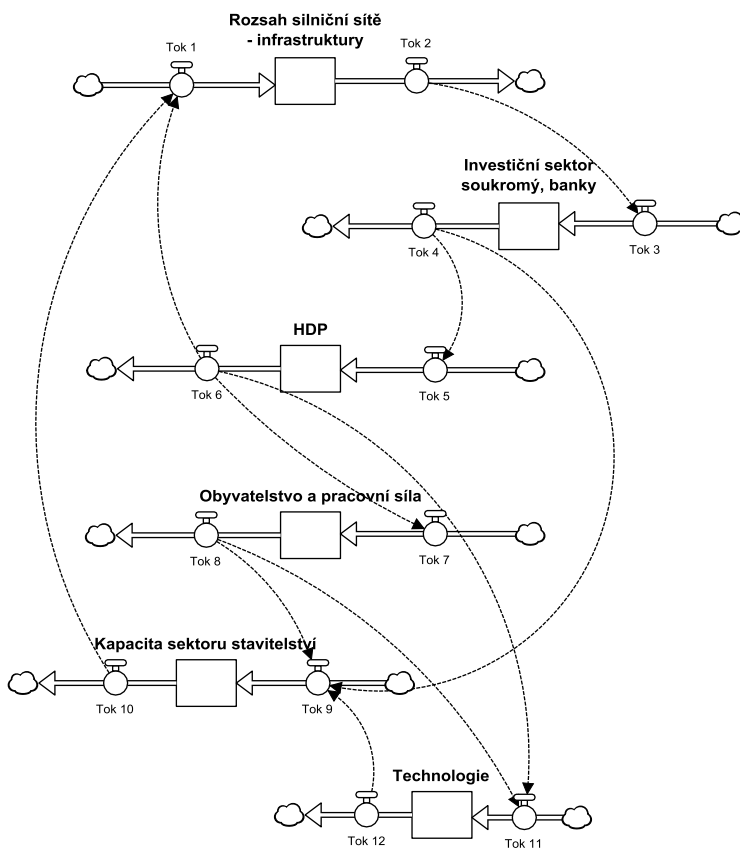 Rozsah silniční sítě
- infrastruktury
Tok 1
Tok 2
Investiční sektor
soukromý, banky
Tok 4
Tok 3
HDP
Tok 6
Tok 5
Obyvatelstvo a pracovní síla
Tok 8
Tok 7
Kapacita sektoru stavitelství
Tok 10
Tok 9
Technologie
Tok 12
Tok 11